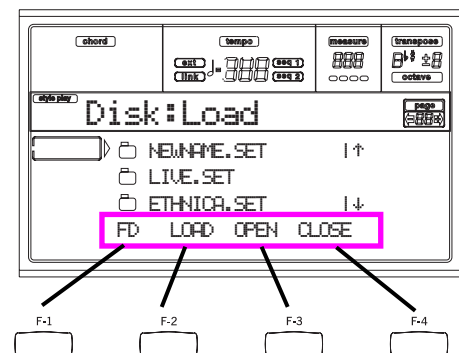 chord tempo measure transpose
ext seq 1
link seq 2
octave
style play Disk:Load page
NEWNAME.SET
LIVE.SET
ETHNICA.SET
FD LOAD OPEN CLOSE
F-1 F-2 F-3 F-4